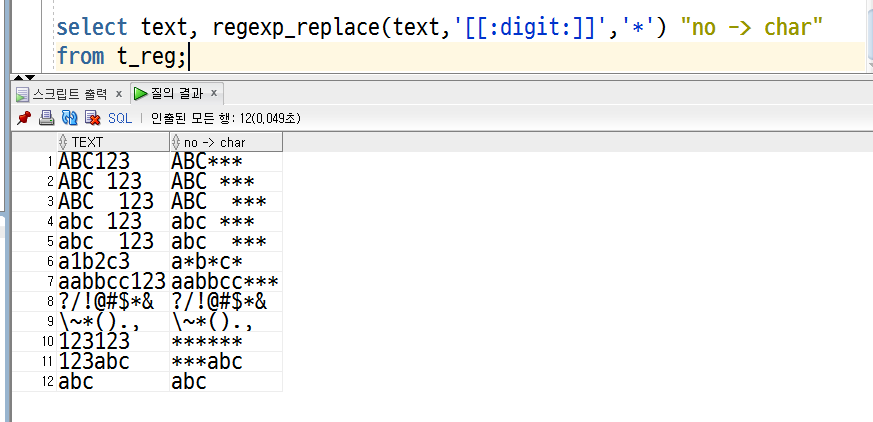 select text, regexp_replace(text,'[[:digit:]]','*') "no -> char"
from t_reg;
스크립트 출력 x 질의 결과 x
SQL | 인출된 모든 행: 12(0,049초)
TEXT no -> char
1 ABC123 ABC***
2 ABC 123 ABC ***
3 ABC  123 ABC  ***
4 abc 123 abc ***
5 abc  123 abc  ***
6 a1b2c3 a*b*c*
7 aabbcc123 aabbcc***
8 ?/!@#$*& ?/!@#$*&
9 \~*()., \~*().,
10 123123 ******
11 123abc ***abc
12 abc abc